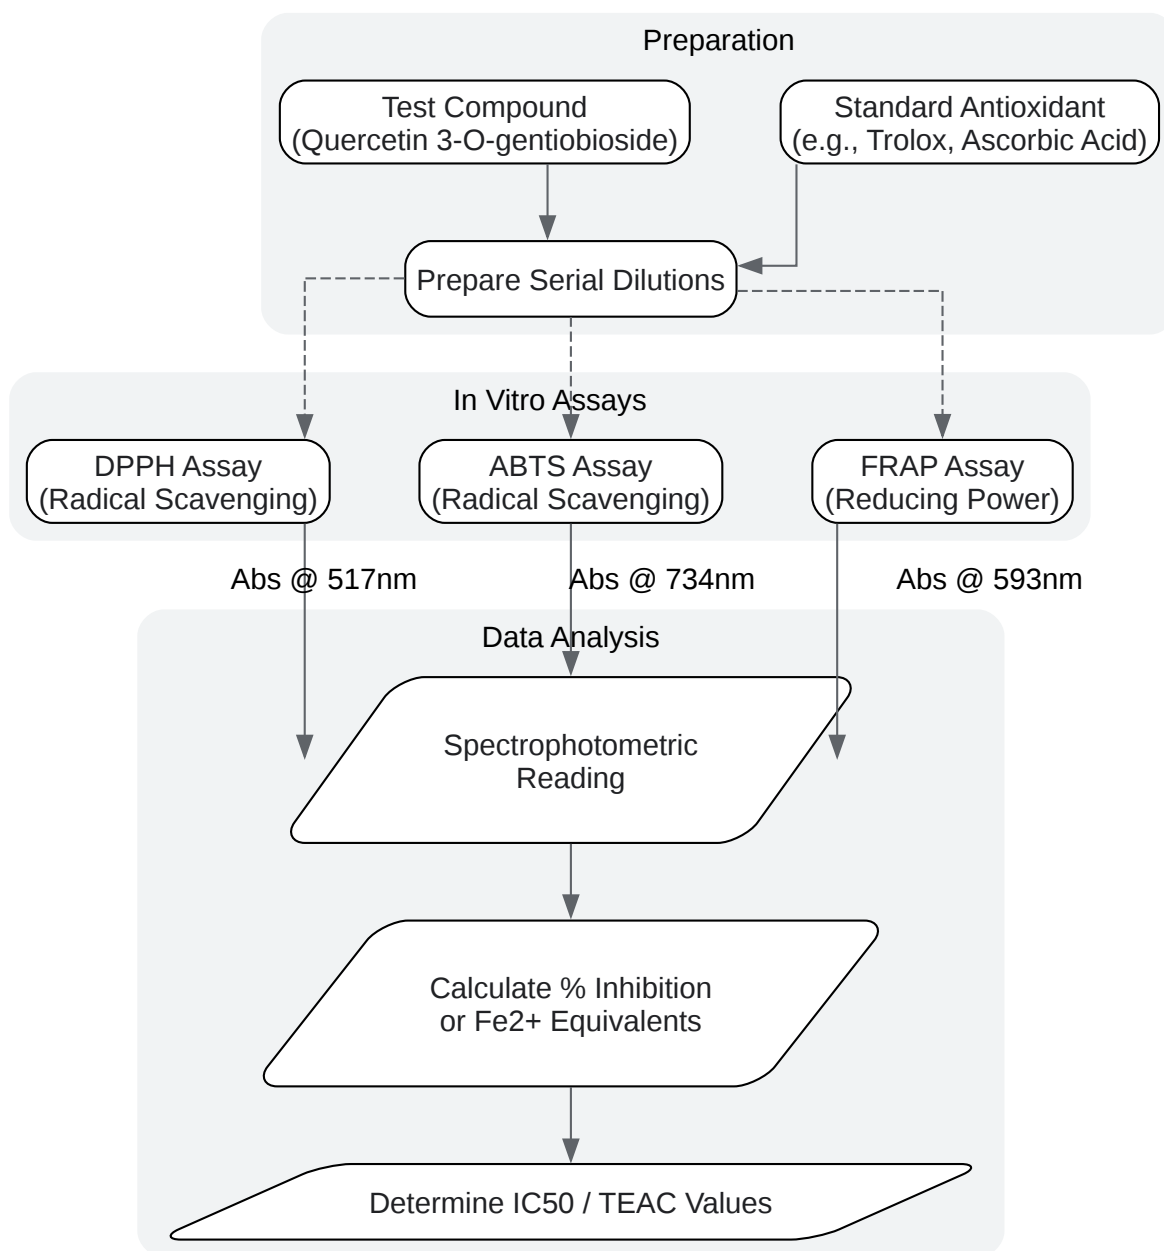 Preparation
Test Compound
(Quercetin 3-O-gentiobioside)
Standard Antioxidant
(e.g., Trolox, Ascorbic Acid)
Prepare Serial Dilutions
In Vitro Assays
DPPH Assay
(Radical Scavenging)
ABTS Assay
(Radical Scavenging)
FRAP Assay
(Reducing Power)
Abs @ 517nm
Abs @ 734nm
Abs @ 593nm
Data Analysis
Spectrophotometric
Reading
Calculate % Inhibition
or Fe2+ Equivalents
Determine IC50 / TEAC Values